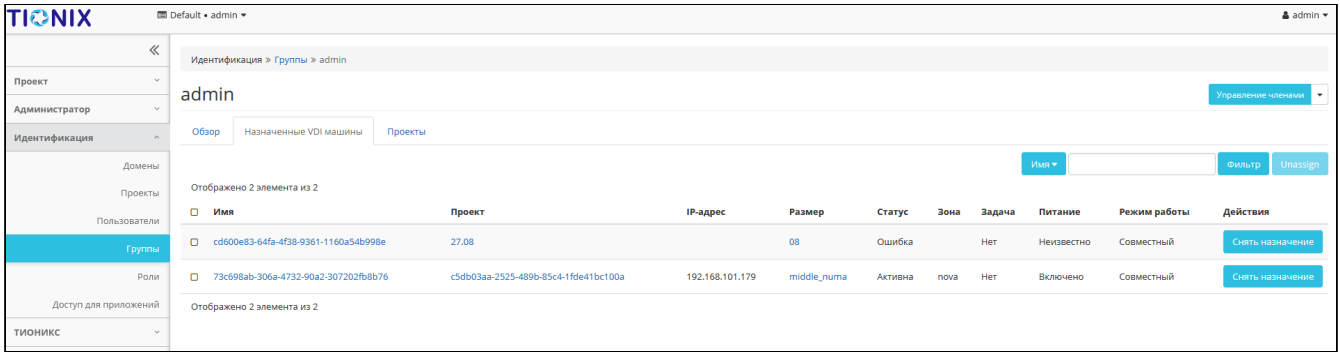 TIONIX
Default • admin
admin
Идентификация » Группы » admin
Проект
Администратор
Идентификация
Домены
Проекты
Пользователи
Группы
Роли
Доступ для приложений
ТИОНИКС
admin
Управление членами
Обзор Назначенные VDI машины Проекты
Имя Фильтр Unassign
Отображено 2 элемента из 2
Имя Проект IP-адрес Размер Статус Зона Задача Питание Режим работы Действия
cd600e83-64fa-4f38-9361-1160a54b998e 27.08 08 Ошибка Нет Неизвестно Совместный Снять назначение
73c698ab-306a-4732-90a2-307202fb8b76 c5db03aa-2525-489b-85c4-1fde41bc100a 192.168.101.179 middle_numa Активна nova Нет Включено Совместный Снять назначение
Отображено 2 элемента из 2